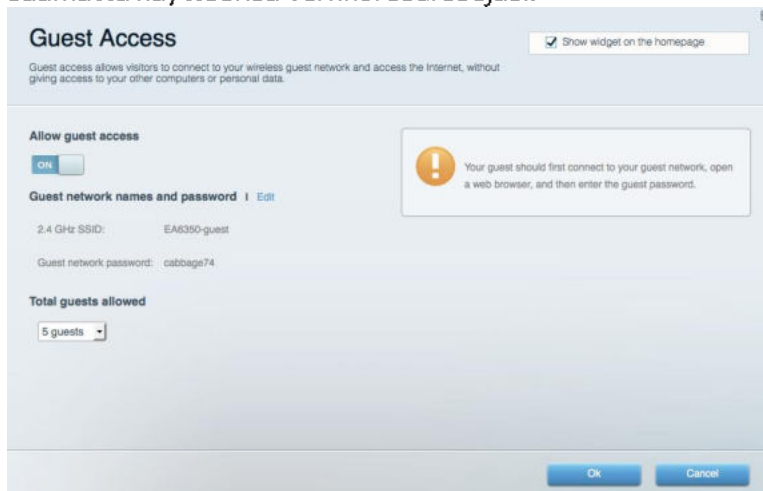 Guest Access
Show widget on the homepage
Guest access allows visitors to connect to your wireless guest network and access the Internet, without
giving access to your other computers or personal data.
Allow guest access
ON
Your guest should first connect to your guest network, open
a web browser, and then enter the guest password.
Guest network names and password | Edit
2.4 GHz SSID: EA6350-guest
Guest network password: cabbage74
Total guests allowed
5 guests
Ok
Cancel